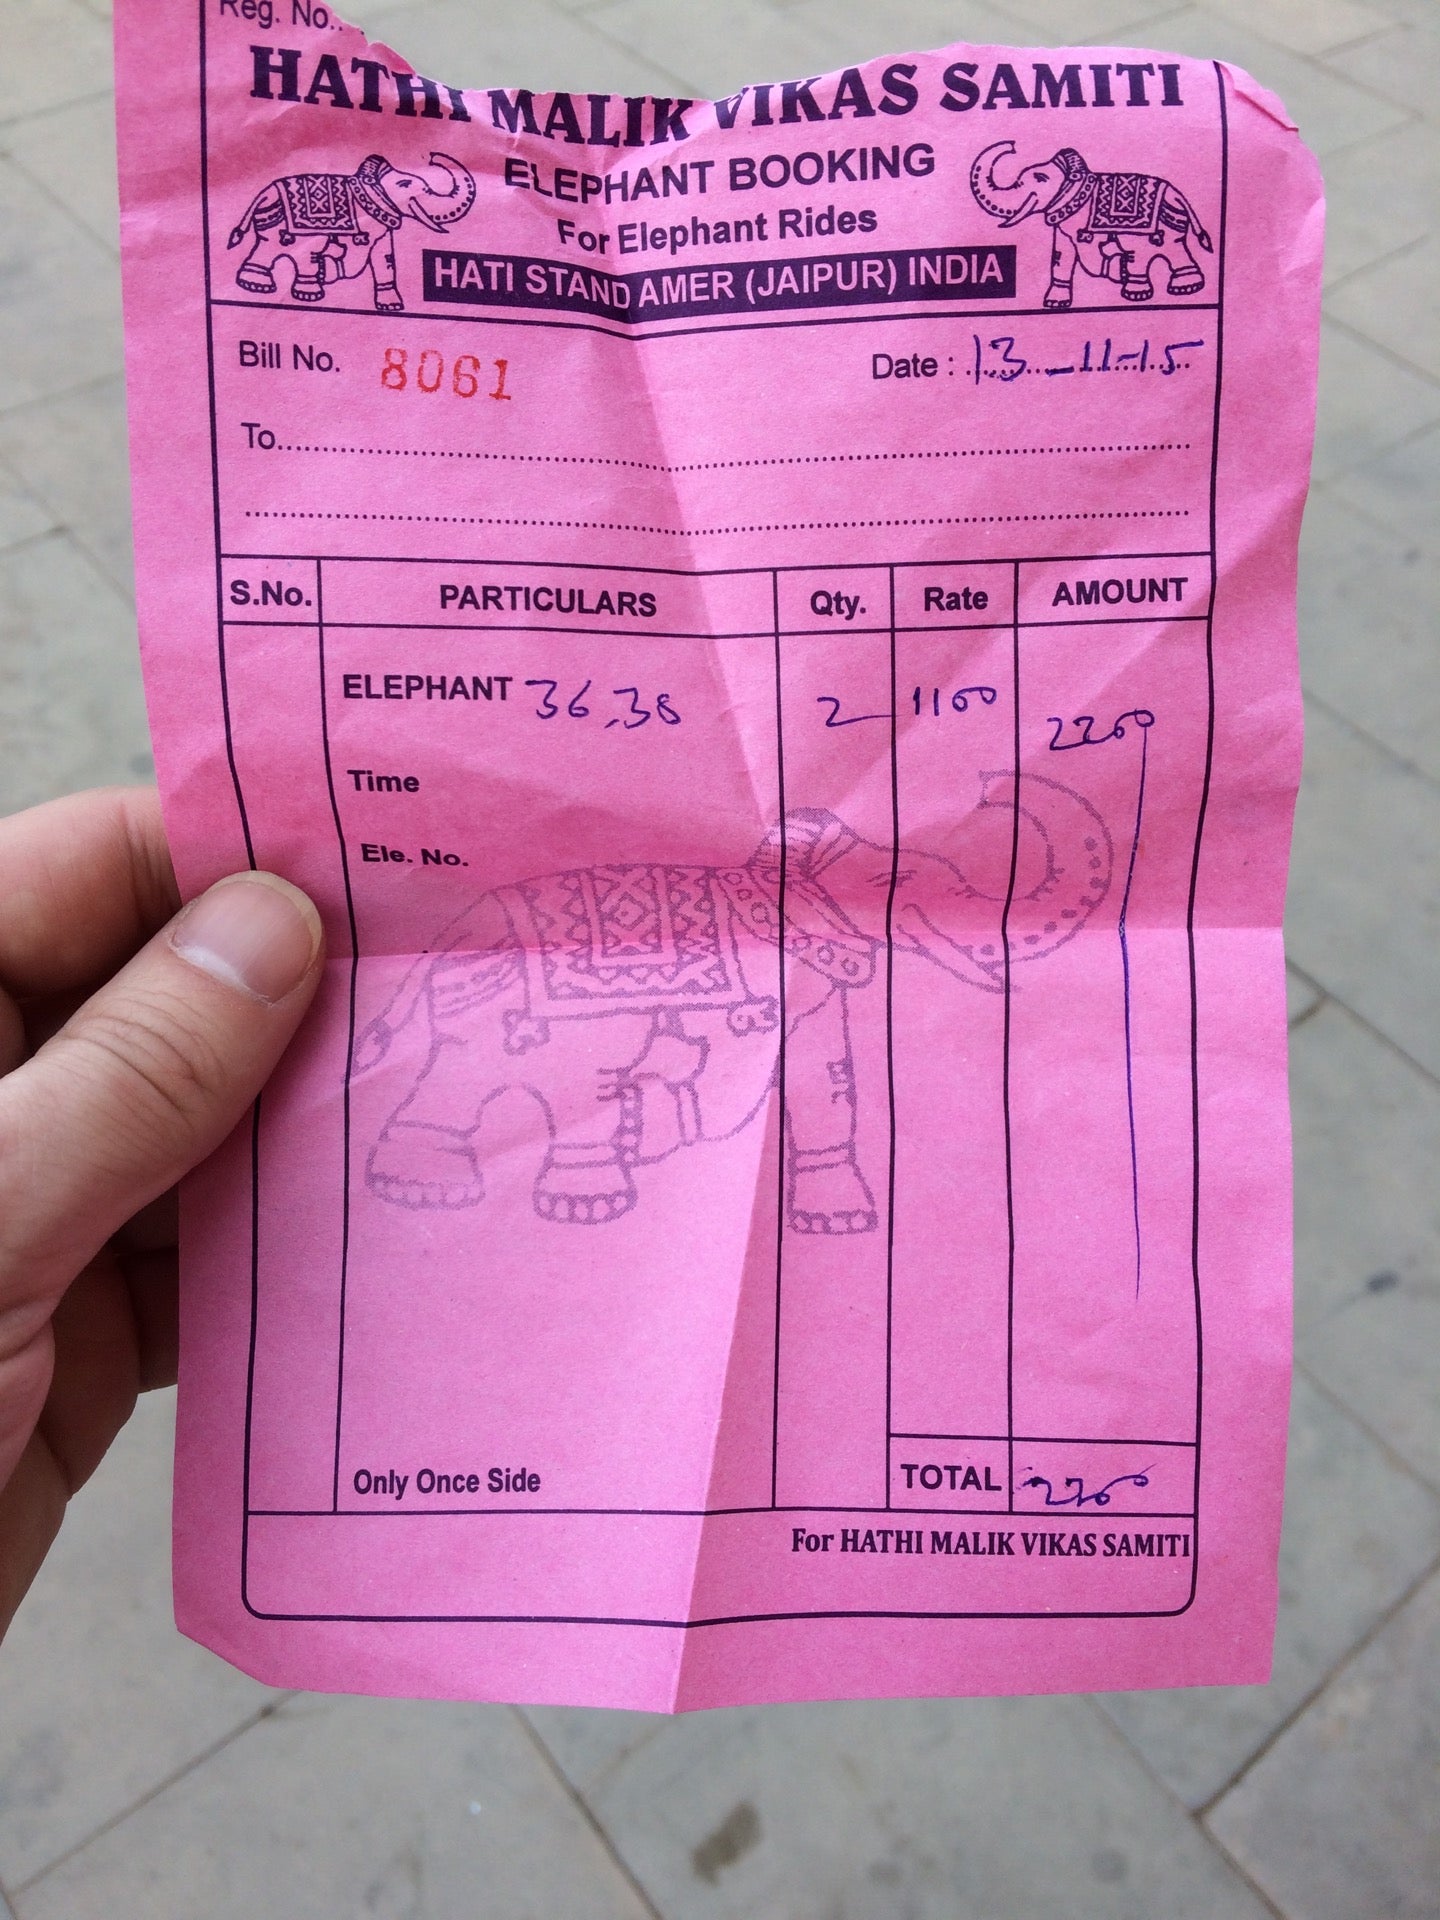 Reg. No..
HATHI MALIK VIKAS SAMITI
ELEPHANT BOOKING
For Elephant Rides
HATI STAND AMER (JAIPUR) INDIA
Bill No. 8061 Date : 13-11-15
To
S.No. PARTICULARS Qty. Rate AMOUNT
ELEPHANT 36,38 2 1100 2200
Time
Ele. No.
Only Once Side TOTAL 2200
For HATHI MALIK VIKAS SAMITI